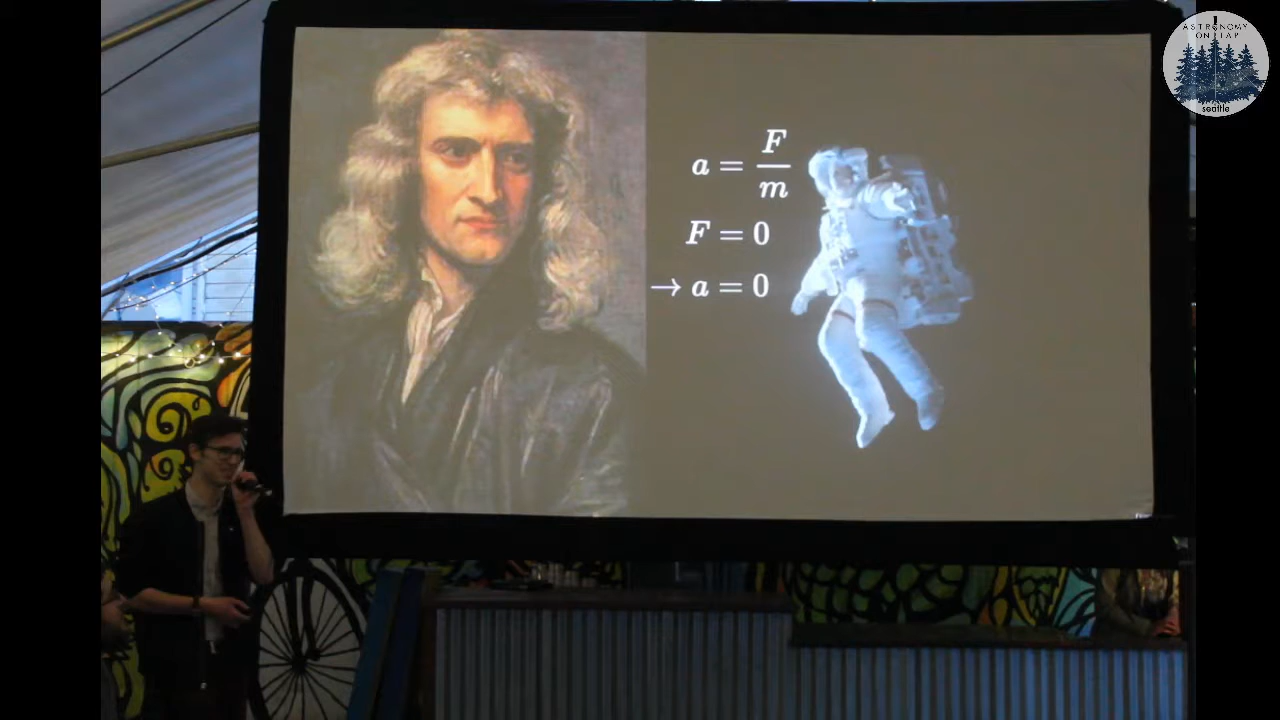 a = F/m
F = 0
→ a = 0
ASTRONOMY
ON TAP
seattle